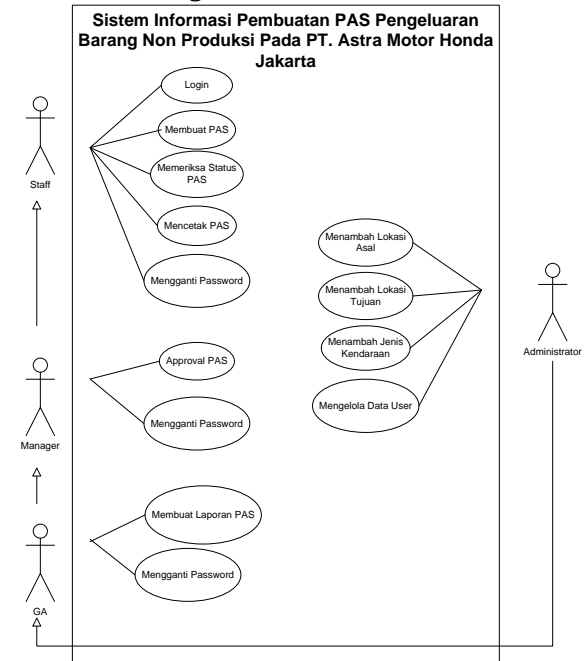 Sistem Informasi Pembuatan PAS Pengeluaran
Barang Non Produksi Pada PT. Astra Motor Honda
Jakarta
Login
Membuat PAS
Memeriksa Status
PAS
Mencetak PAS
Mengganti Password
Staff
Menambah Lokasi
Asal
Menambah Lokasi
Tujuan
Menambah Jenis
Kendaraan
Mengelola Data User
Administrator
Approval PAS
Mengganti Password
Manager
Membuat Laporan PAS
Mengganti Password
GA